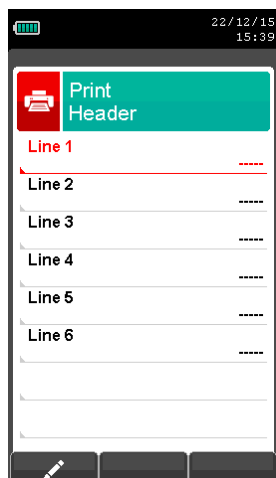 22/12/15
15:39
Print
Header
Line 1
-----
Line 2
-----
Line 3
-----
Line 4
-----
Line 5
-----
Line 6
-----